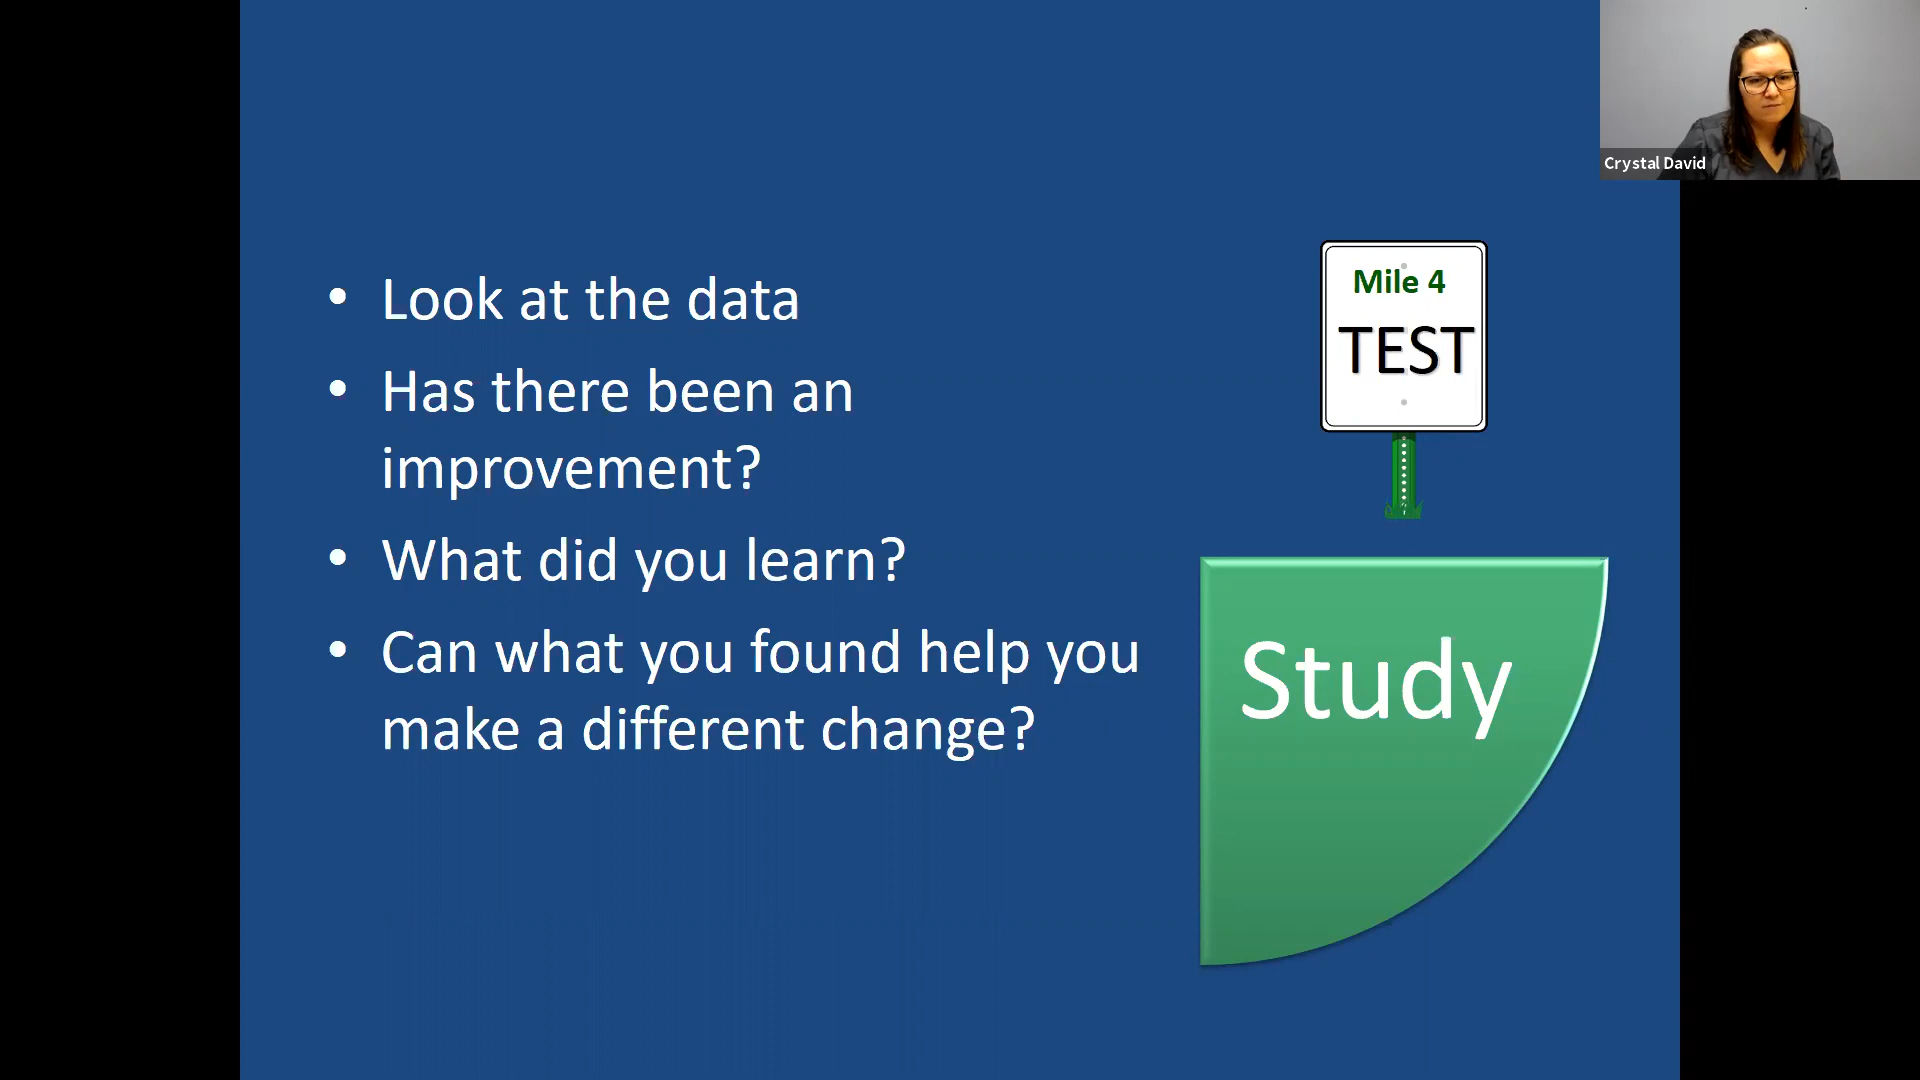 Crystal David
• Look at the data
• Has there been an
improvement?
• What did you learn?
• Can what you found help you
make a different change?
Mile 4
TEST
Study